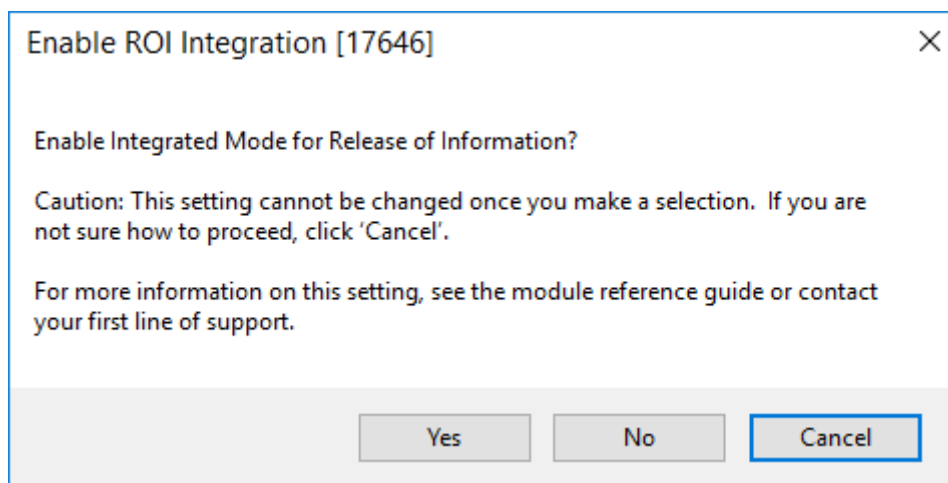 Enable ROI Integration [17646]
Enable Integrated Mode for Release of Information?
Caution: This setting cannot be changed once you make a selection.  If you are
not sure how to proceed, click ‘Cancel’.
For more information on this setting, see the module reference guide or contact
your first line of support.
Yes
No
Cancel